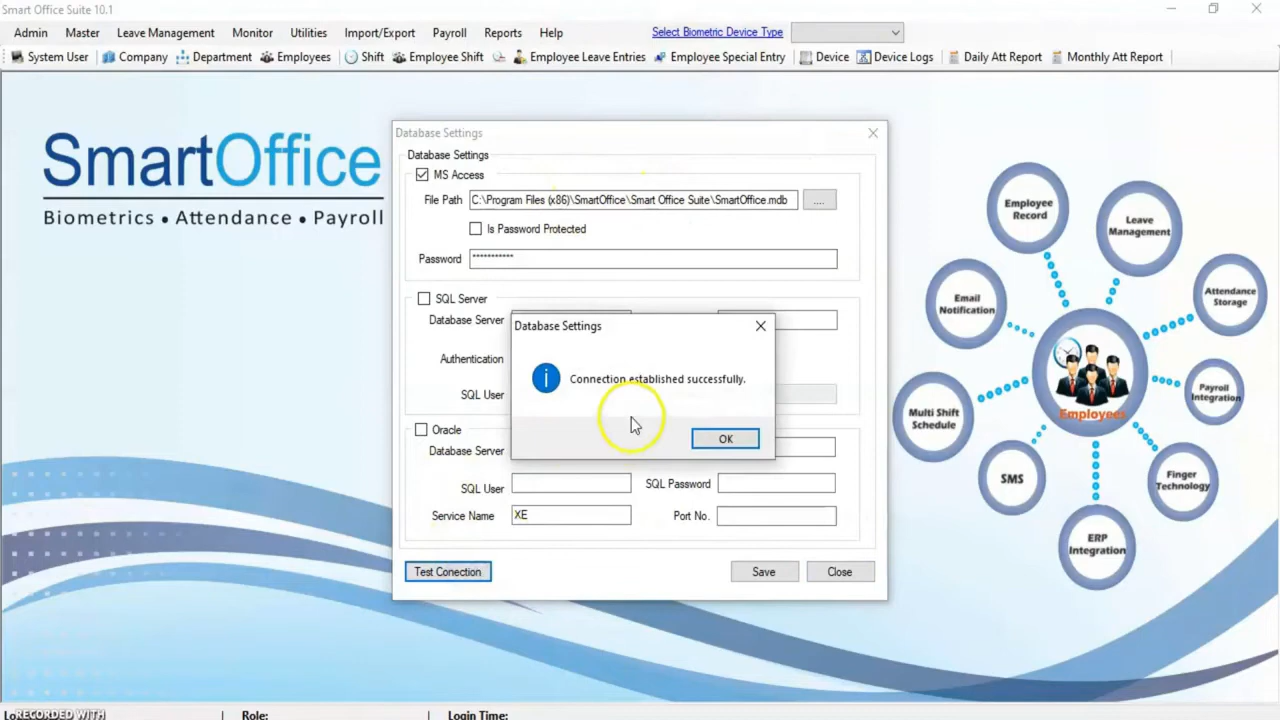 Smart Office Suite 10.1
Admin Master Leave Management Monitor Utilities Import/Export Payroll Reports Help Select Biometric Device Type
System User Company Department Employees Shift Employee Shift Employee Leave Entries Employee Special Entry Device Device Logs Daily Att Report Monthly Att Report
SmartOffice
Biometrics • Attendance • Payroll
Database Settings
Database Settings
MS Access
File Path C:\Program Files (x86)\SmartOffice\Smart Office Suite\SmartOffice.mdb ....
Is Password Protected
Password ***********
SQL Server
Database Server
Authentication
SQL User
Database Settings
Connection established successfully.
OK
Oracle
Database Server
SQL User SQL Password
Service Name XE Port No.
Test Conection Save Close
Employee
Record
Leave
Management
Email
Notification
Attendance
Storage
Employees
Payroll
Integration
Multi Shift
Schedule
SMS
Finger
Technology
ERP
Integration
RECORDED WITH
Role: Login Time: